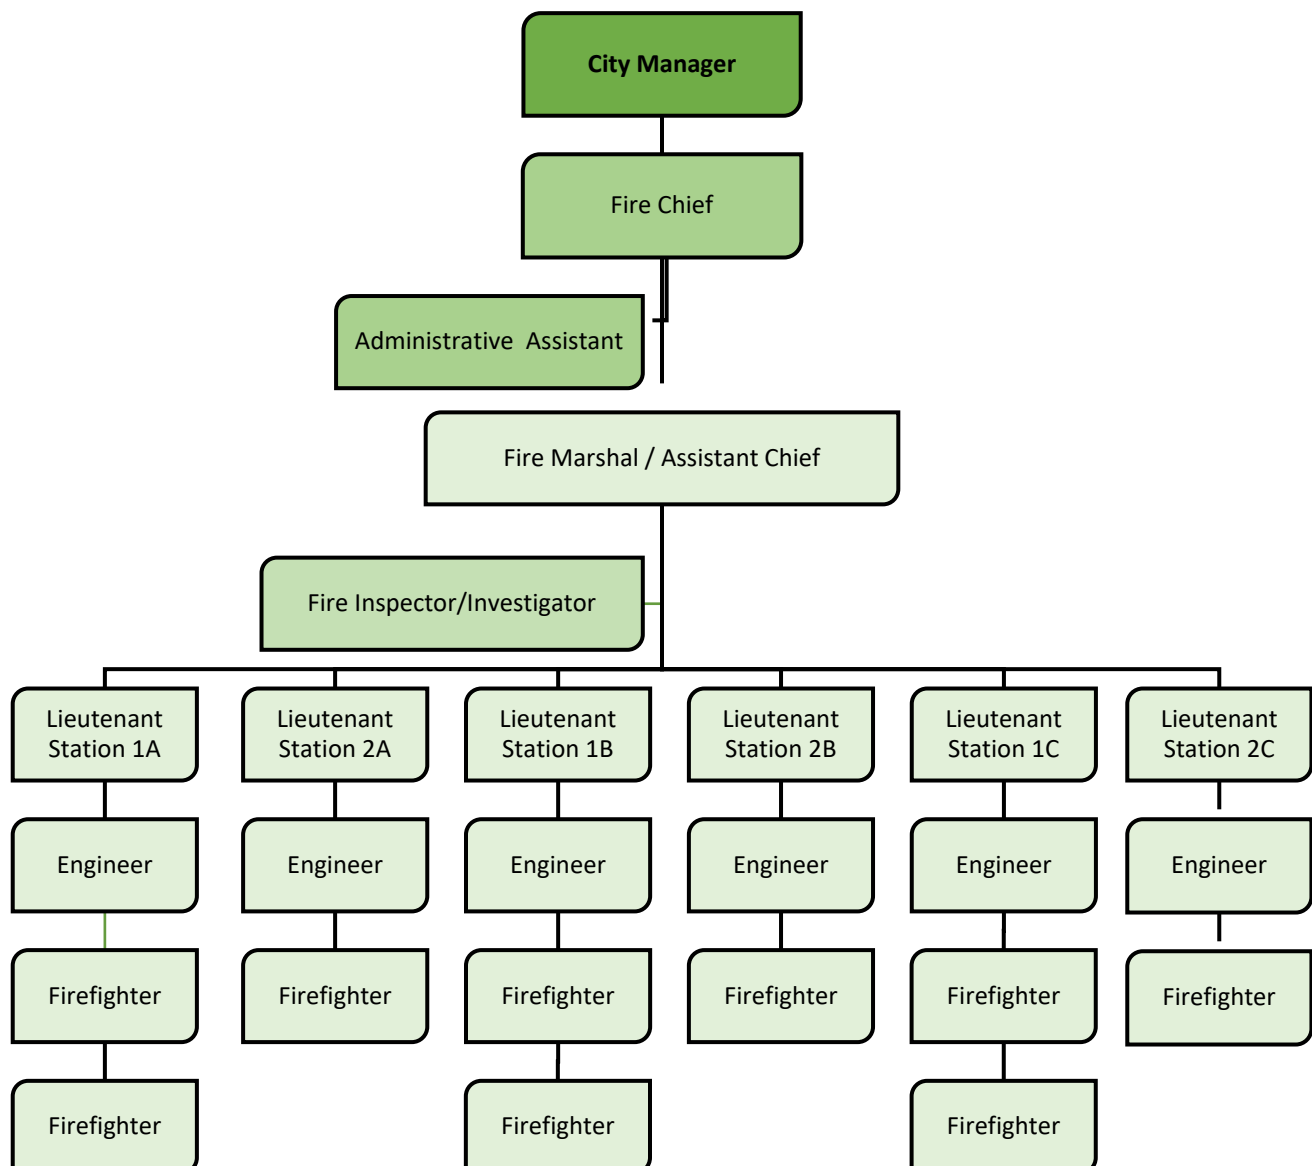 City Manager
Fire Chief
Administrative  Assistant
Fire Marshal / Assistant Chief
Fire Inspector/Investigator
Lieutenant
Station 1A
Lieutenant
Station 2A
Lieutenant
Station 1B
Lieutenant
Station 2B
Lieutenant
Station 1C
Lieutenant
Station 2C
Engineer
Engineer
Engineer
Engineer
Engineer
Engineer
Firefighter
Firefighter
Firefighter
Firefighter
Firefighter
Firefighter
Firefighter
Firefighter
Firefighter